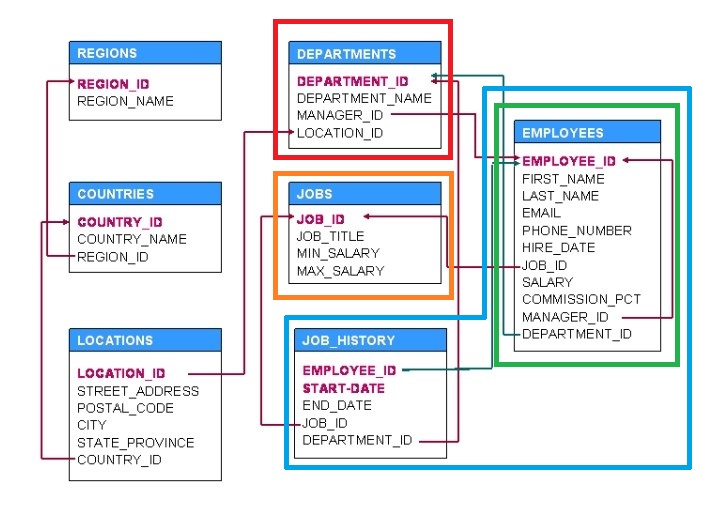 REGIONS
REGION_ID
REGION_NAME
DEPARTMENTS
DEPARTMENT_ID
DEPARTMENT_NAME
MANAGER_ID
LOCATION_ID
EMPLOYEES
EMPLOYEE_ID
FIRST_NAME
LAST_NAME
EMAIL
PHONE_NUMBER
HIRE_DATE
JOB_ID
SALARY
COMMISSION_PCT
MANAGER_ID
DEPARTMENT_ID
COUNTRIES
COUNTRY_ID
COUNTRY_NAME
REGION_ID
JOBS
JOB_ID
JOB_TITLE
MIN_SALARY
MAX_SALARY
LOCATIONS
LOCATION_ID
STREET_ADDRESS
POSTAL_CODE
CITY
STATE_PROVINCE
COUNTRY_ID
JOB_HISTORY
EMPLOYEE_ID
START-DATE
END_DATE
JOB_ID
DEPARTMENT_ID